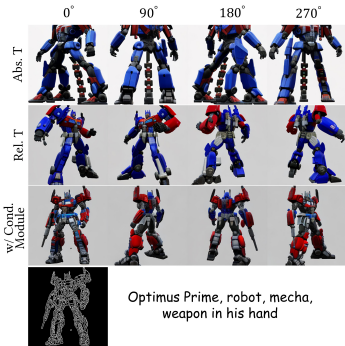 0° 90° 180° 270°
Abs. T
Rel. T
w/ Cond.
Module
Optimus Prime, robot, mecha,
weapon in his hand